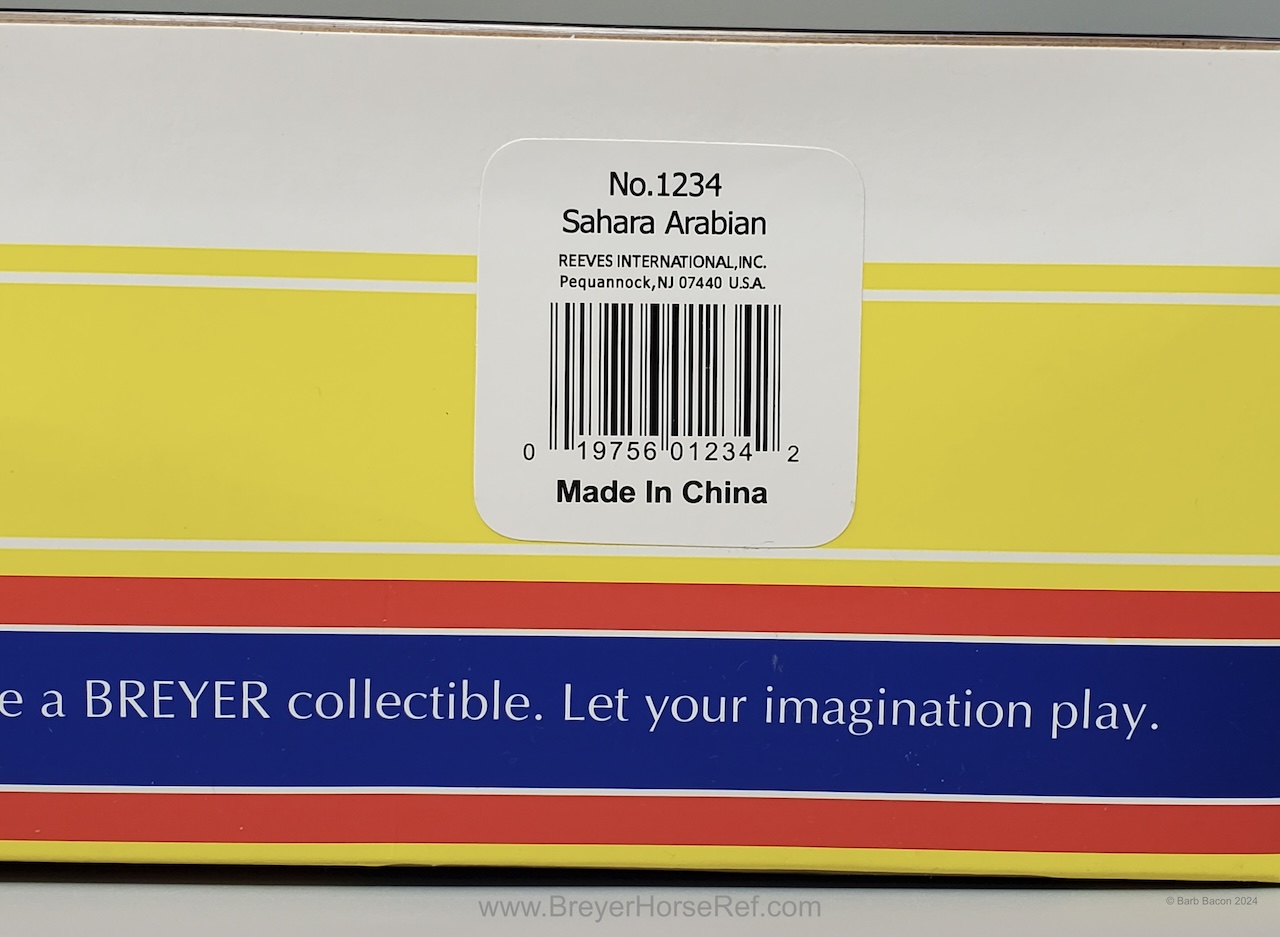 No.1234
Sahara Arabian
REEVES INTERNATIONAL,INC.
Pequannock,NJ 07440 U.S.A.
0 19756 01234 2
Made In China
e a BREYER collectible. Let your imagination play.
www.BreyerHorseRef.com
© Barb Bacon 2024